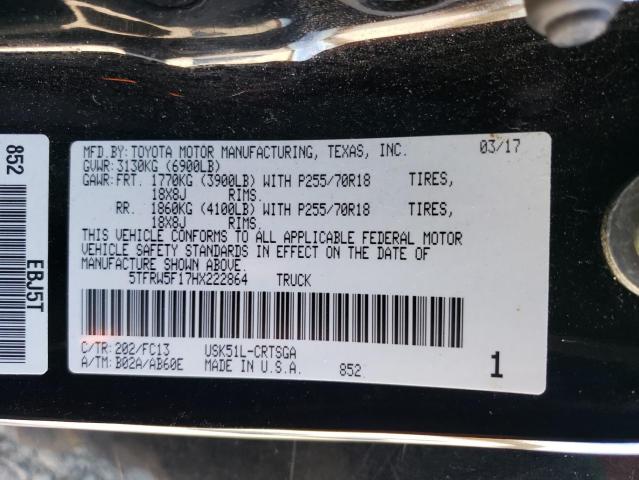 MFD.BY:TOYOTA MOTOR MANUFACTURING, TEXAS, INC. 03/17
GVWR:3130KG (6900LB)
GAWR:FRT. 1770KG (3900LB) WITH P255/70R18 TIRES,
18X8J RIMS.
RR. 1860KG (4100LB) WITH P255/70R18 TIRES,
18X8J RIMS.
THIS VEHICLE CONFORMS TO ALL APPLICABLE FEDERAL MOTOR
VEHICLE SAFETY STANDARDS IN EFFECT ON THE DATE OF
MANUFACTURE SHOWN ABOVE.
5TFRW5F17HX222864 TRUCK
C/TR:202/FC13 USK51L-CRTSGA
A/TM:B02A/AB60E MADE IN U.S.A. 852 1
852
EBJ5T